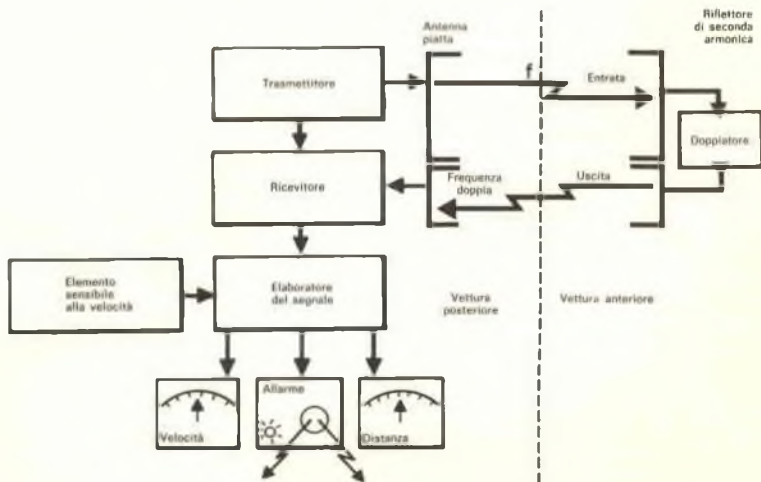 Antenna
piatta
Riflettore
di seconda
armonica
Trasmettitore
f
Entrata
Doppiatore
Ricevitore
Frequenza
doppia
Uscita
Elemento
sensibile
alla velocità
Elaboratore
del segnale
Vettura
posteriore
Vettura anteriore
Velocità
Allarme
Distanza